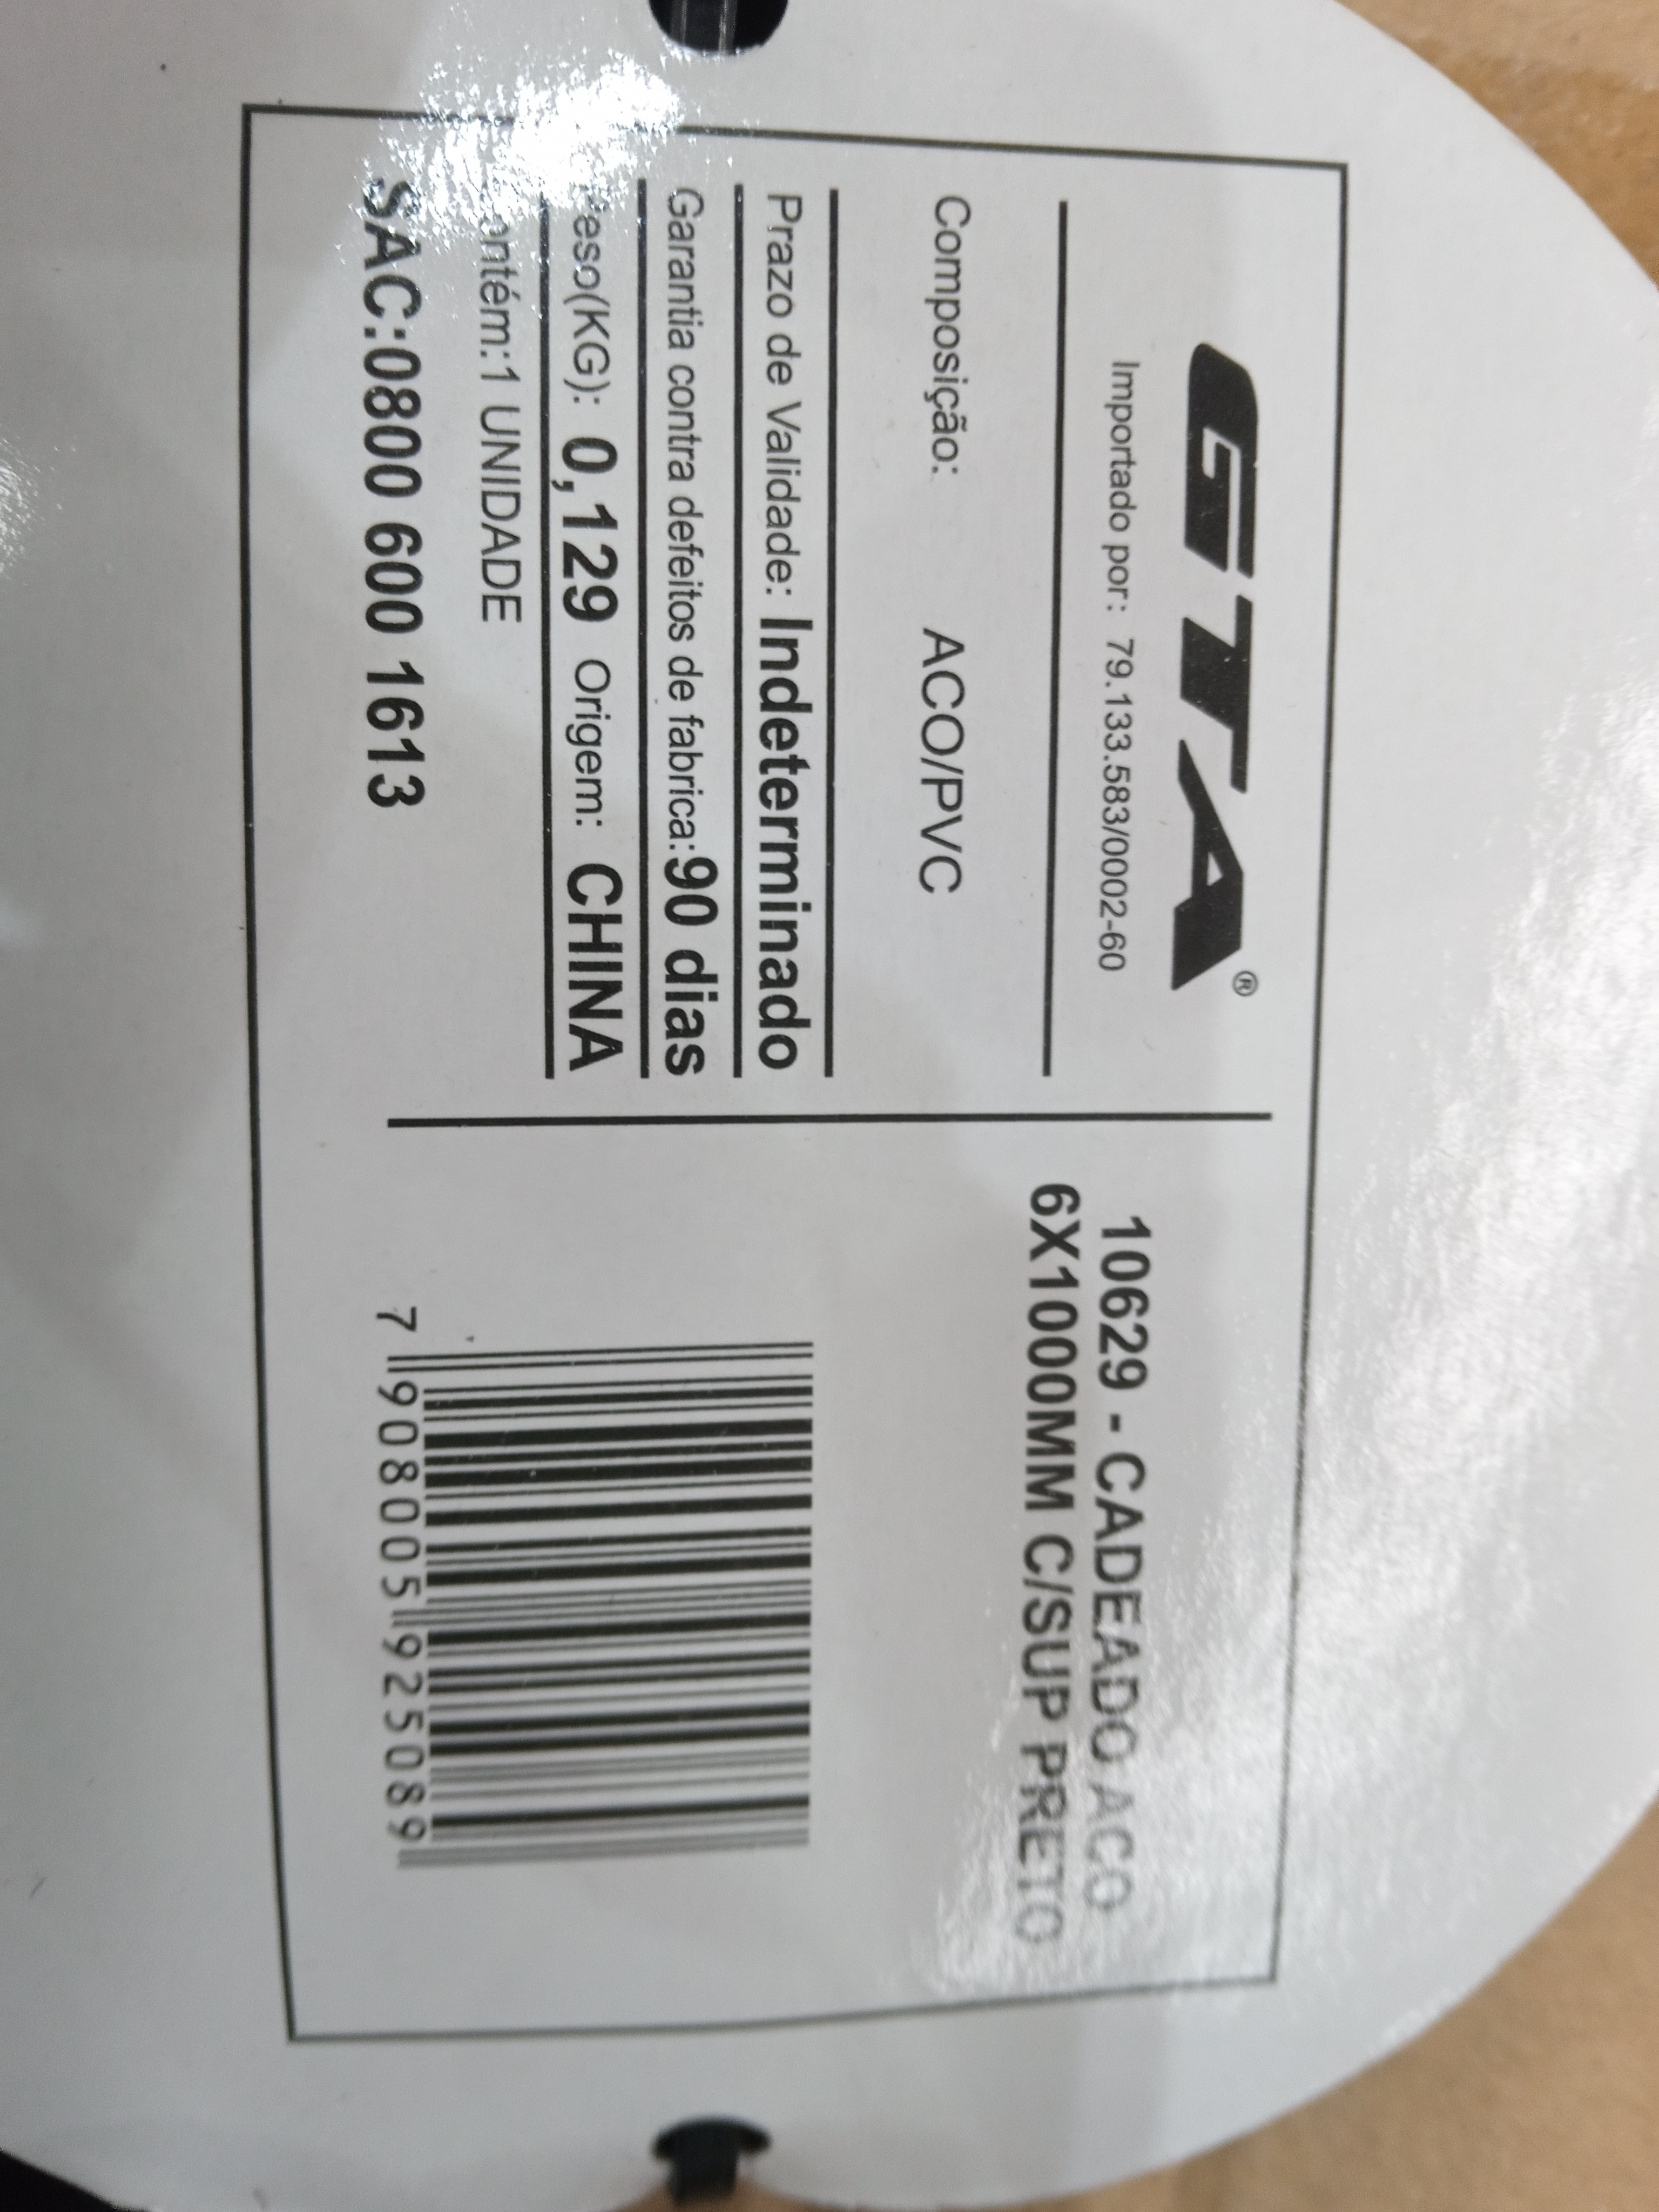 GTA®
Importado por: 79.133.583/0002-60
Composição: ACO/PVC
Prazo de Validade: Indeterminado
Garantia contra defeitos de fabrica:90 dias
Peso(KG): 0,129 Origem: CHINA
Contém:1 UNIDADE
SAC:0800 600 1613
10629 - CADEADO ACO
6X1000MM C/SUP PRETO
7 908005 925089